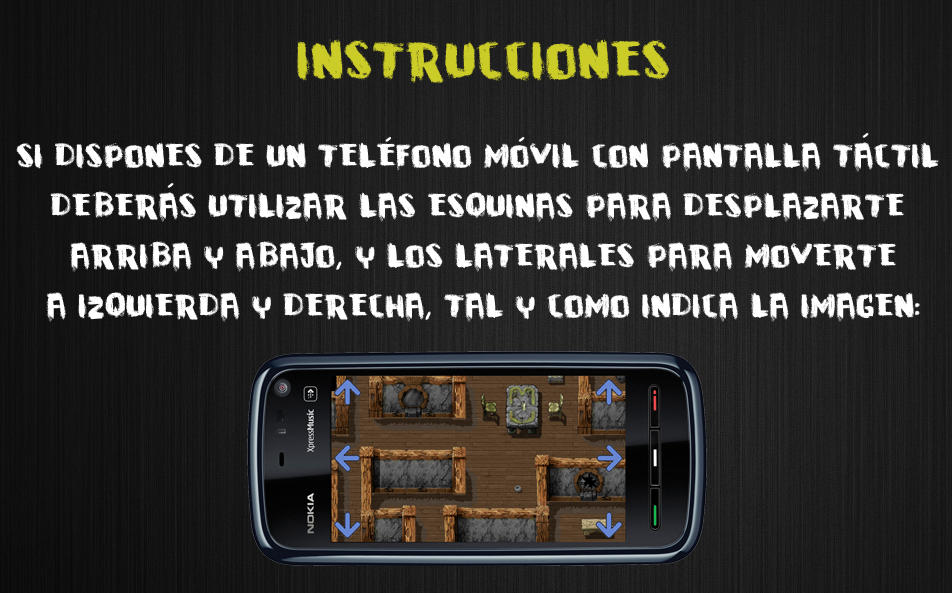 INSTRUCCIONES
SI DISPONES DE UN TELÉFONO MÓVIL CON PANTALLA TÁCTIL
DEBERÁS UTILIZAR LAS ESQUINAS PARA DESPLAZARTE
ARRIBA Y ABAJO, Y LOS LATERALES PARA MOVERTE
A IZQUIERDA Y DERECHA, TAL Y COMO INDICA LA IMAGEN:
XpressMusic
NOKIA